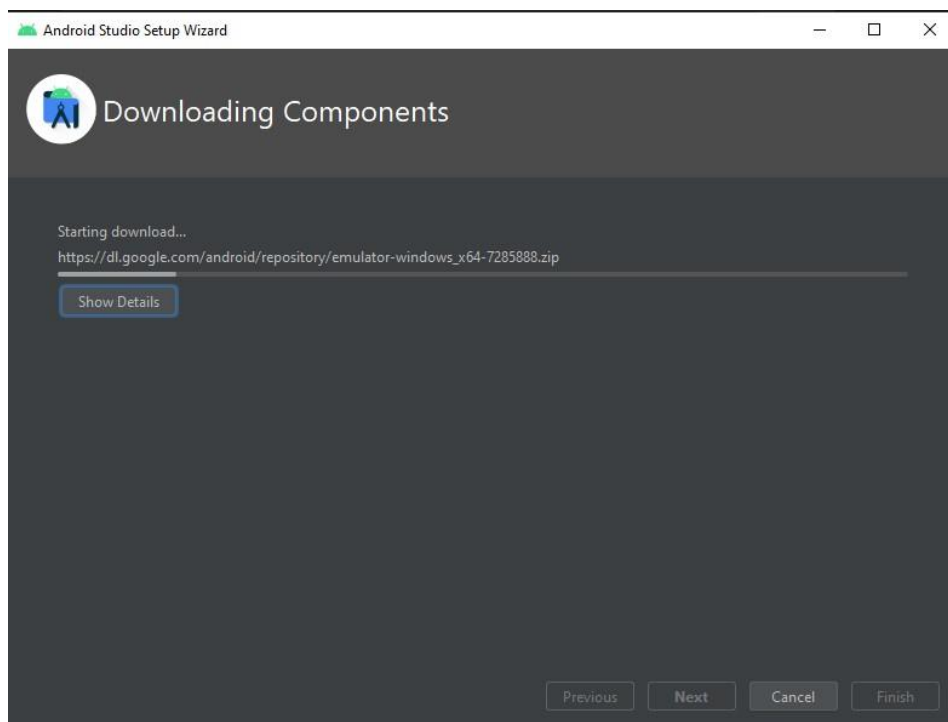 Android Studio Setup Wizard
Downloading Components
Starting download...
https://dl.google.com/android/repository/emulator-windows_x64-7285888.zip
Show Details
Previous Next Cancel Finish